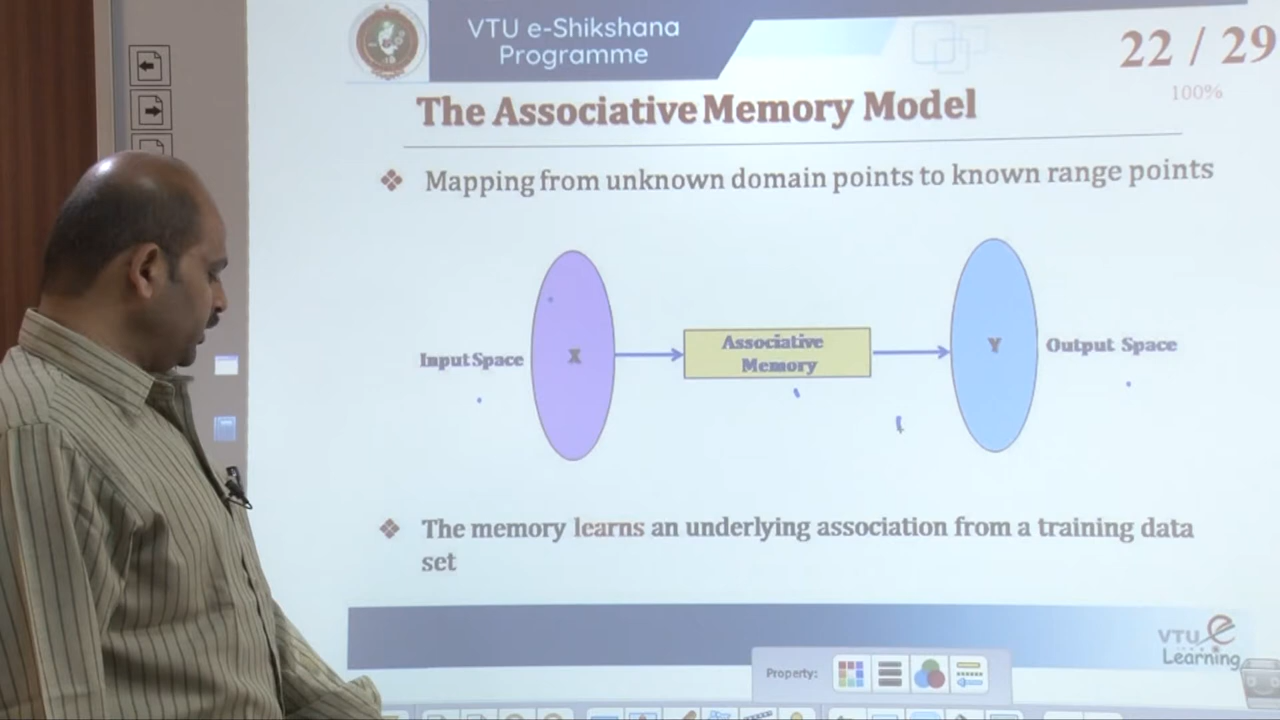 VTU e-Shikshana
Programme
22 / 29
100%
The Associative Memory Model
Mapping from unknown domain points to known range points
Input Space
X
Associative
Memory
Y
Output Space
The memory learns an underlying association from a training data
set
VTU e
Learning
Property: